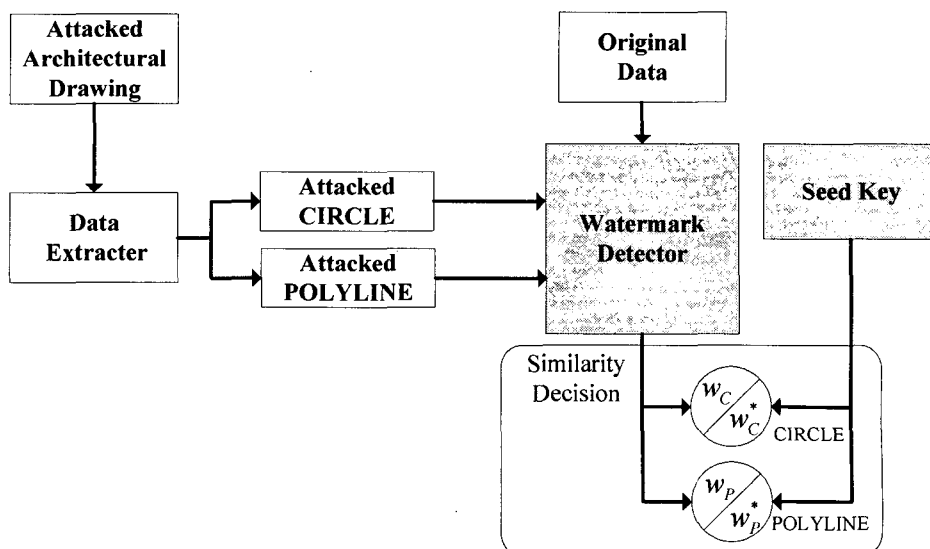 Attacked
Architectural
Drawing
Original
Data
Data
Extracter
Attacked
CIRCLE
Attacked
POLYLINE
Watermark
Detector
Seed Key
Similarity
Decision
w_C
w_C^*
CIRCLE
w_P
w_P^*
POLYLINE